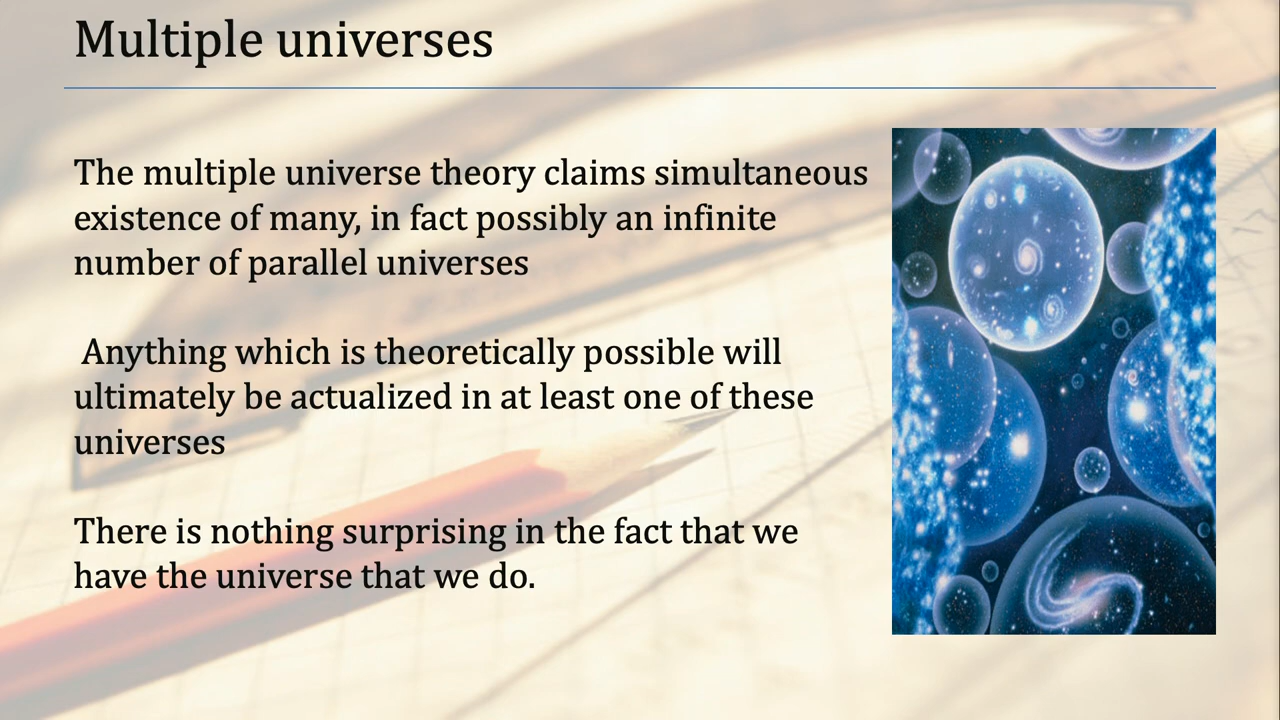 Multiple universes
The multiple universe theory claims simultaneous
existence of many, in fact possibly an infinite
number of parallel universes
Anything which is theoretically possible will
ultimately be actualized in at least one of these
universes
There is nothing surprising in the fact that we
have the universe that we do.